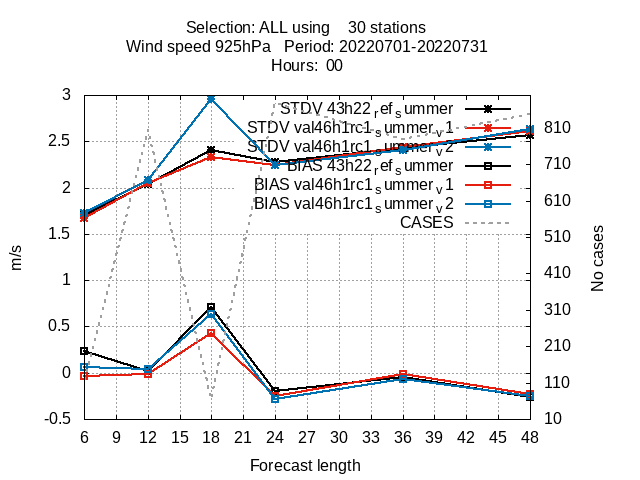 Selection: ALL using    30 stations
Wind speed 925hPa   Period: 20220701-20220731
Hours:  00
STDV 43h22_ref_summer
STDV val46h1rc1_summer_v1
STDV val46h1rc1_summer_v2
BIAS 43h22_ref_summer
BIAS val46h1rc1_summer_v1
BIAS val46h1rc1_summer_v2
CASES
3
2.5
2
1.5
1
0.5
0
-0.5
m/s
810
710
610
510
410
310
210
110
10
No cases
6 9 12 15 18 21 24 27 30 33 36 39 42 45 48
Forecast length